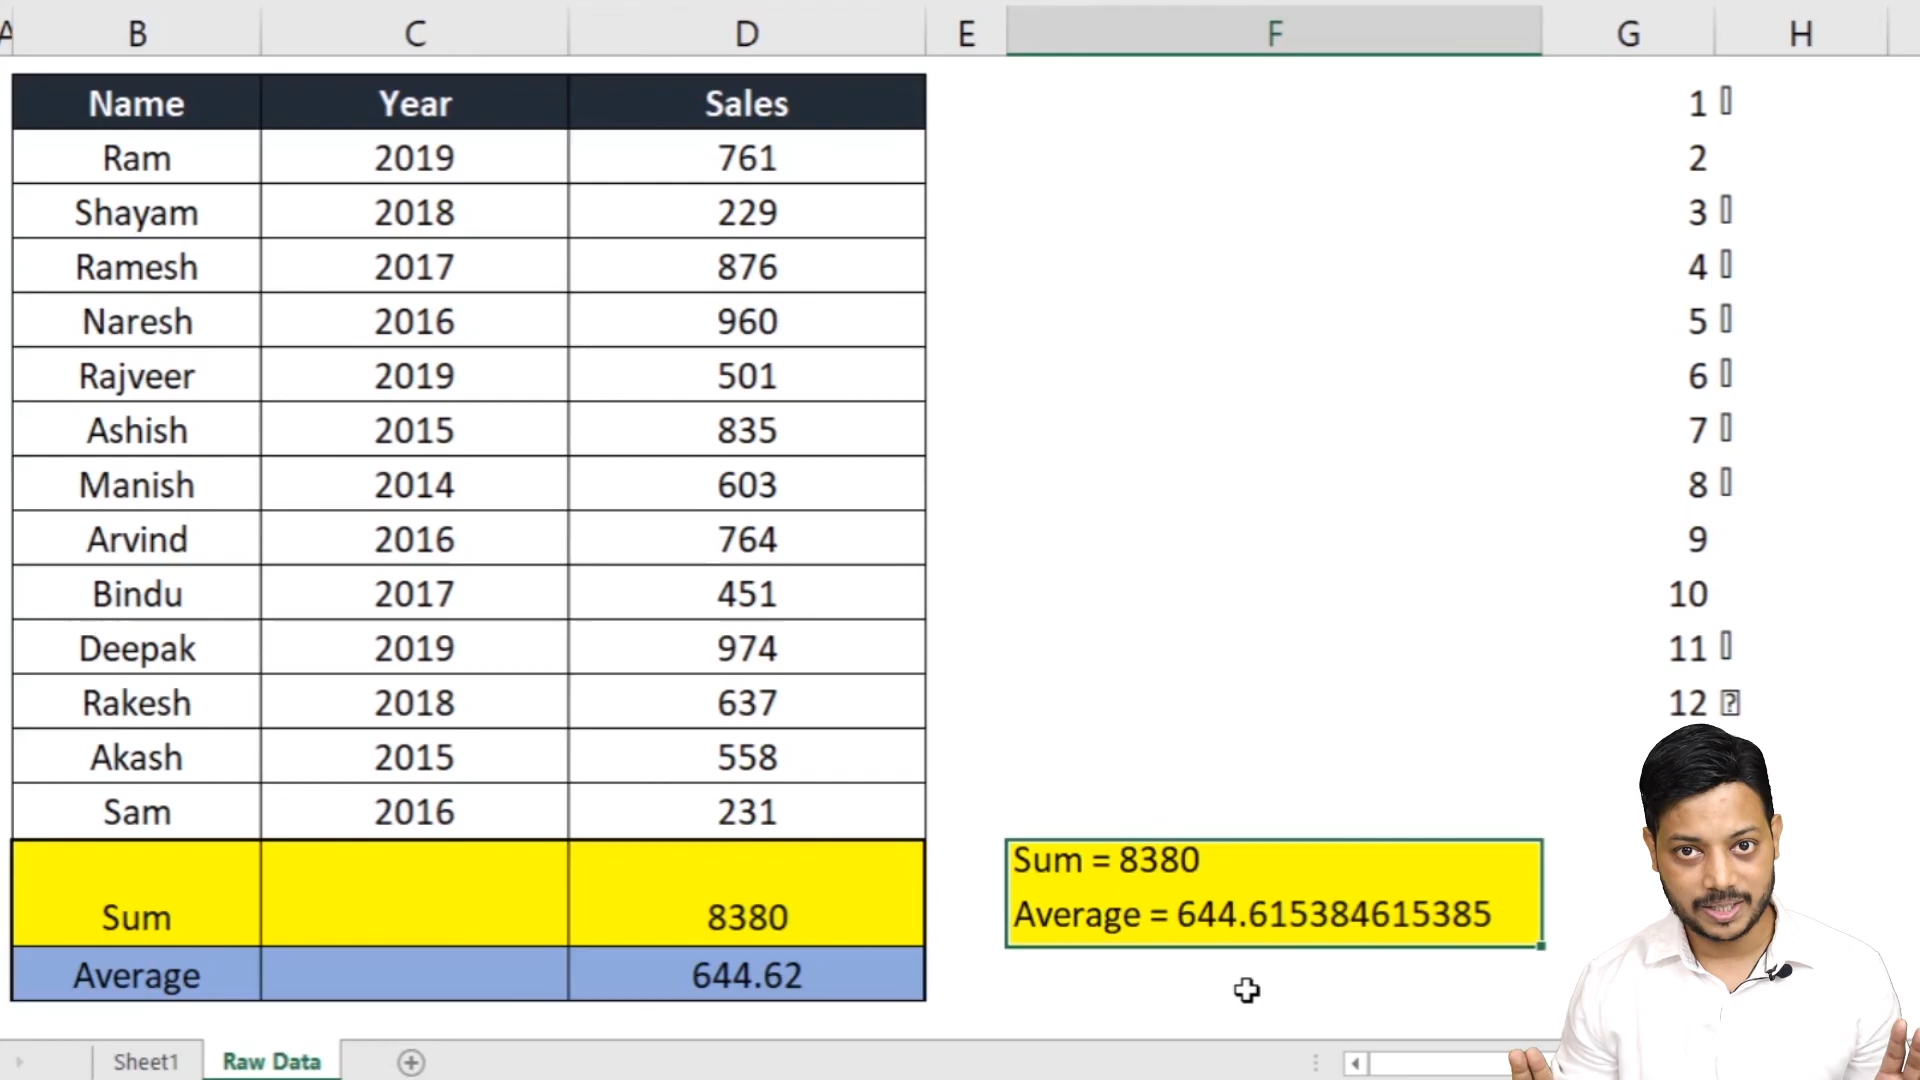 A B C D E F G H
Name Year Sales 1
Ram 2019 761 2
Shayam 2018 229 3
Ramesh 2017 876 4
Naresh 2016 960 5
Rajveer 2019 501 6
Ashish 2015 835 7
Manish 2014 603 8
Arvind 2016 764 9
Bindu 2017 451 10
Deepak 2019 974 11
Rakesh 2018 637 12 ?
Akash 2015 558
Sam 2016 231
Sum = 8380
Sum 8380 Average = 644.615384615385
Average 644.62
Sheet1 Raw Data